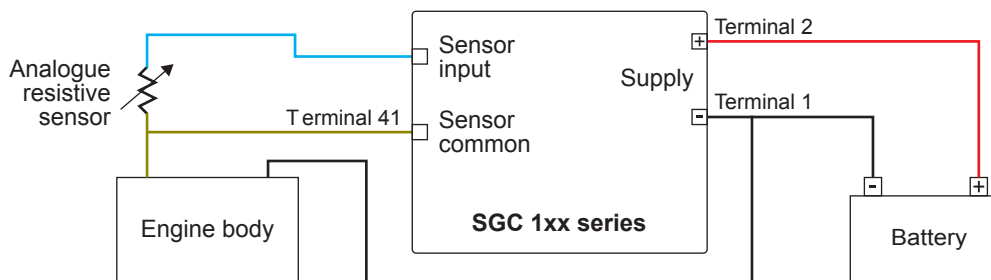 Analogue
resistive
sensor
Sensor
input
Terminal 41
Sensor
common
Supply
+
Terminal 2
-
Terminal 1
SGC 1xx series
Engine body
-
+
Battery